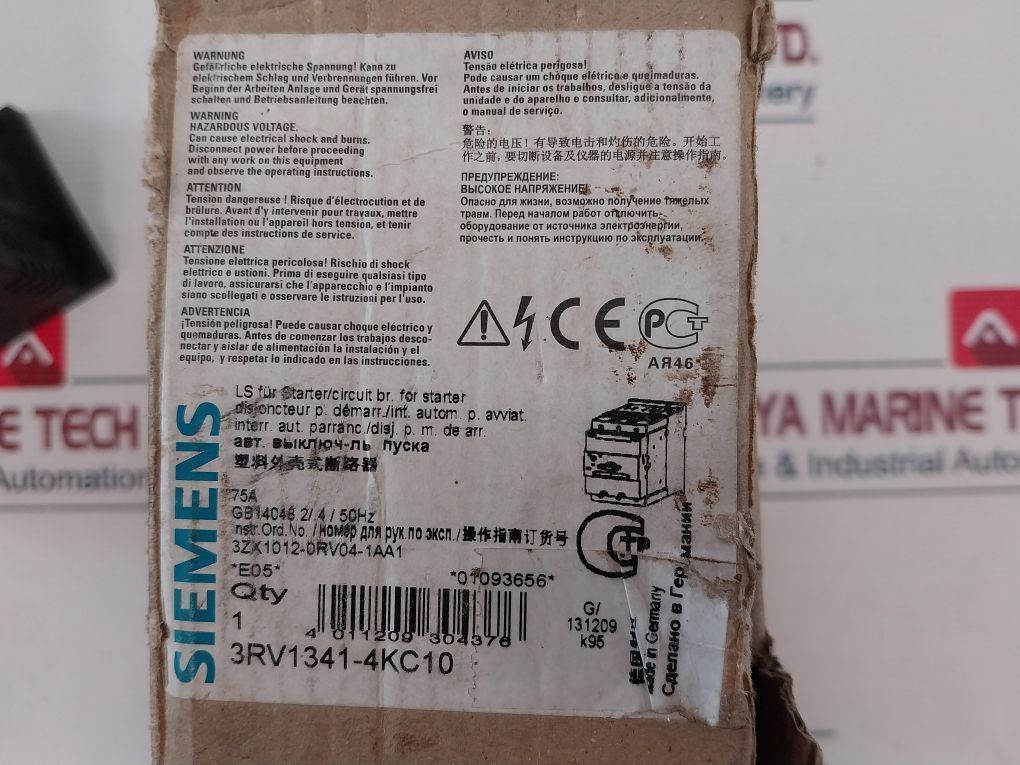 WARNUNG
Gefährliche elektrische Spannung! Kann zu
elektrischem Schlag und Verbrennungen führen. Vor
Beginn der Arbeiten Anlage und Gerät spannungsfrei
schalten und Betriebsanleitung beachten.
WARNING
HAZARDOUS VOLTAGE.
Can cause electrical shock and burns.
Disconnect power before proceeding
with any work on this equipment
and observe the operating instructions.
ATTENTION
Tension dangereuse ! Risque d'électrocution et de
brûlure. Avant d'y intervenir pour travaux, mettre
l'installation ou l'appareil hors tension, et tenir
compte des instructions de service.
ATTENZIONE
Tensione elettrica pericolosa! Rischio di shock
elettrico e ustioni. Prima di eseguire qualsiasi tipo
di lavoro, assicurarsi che l'apparecchio e l'impianto
siano scollegati e osservare le istruzioni per l'uso.
ADVERTENCIA
¡Tensión peligrosa! Puede causar choque eléctrico y
quemaduras. Antes de comenzar los trabajos desco-
nectar y aislar de alimentación la instalación y el
equipo, y respetar lo indicado en las instrucciones.
AVISO
Tensão elétrica perigosa!
Pode causar um choque elétrico e queimaduras.
Antes de iniciar os trabalhos, desligue a tensão da
unidade e do aparelho e consultar, adicionalmente,
o manual de serviço.
警告:
危险的电压！有导致电击和灼伤的危险。开始工
作之前,要切断设备及仪器的电源并注意操作指南。
ПРЕДУПРЕЖДЕНИЕ:
ВЫСОКОЕ НАПРЯЖЕНИЕ!
Опасно для жизни, возможно получение тяжелых
травм. Перед началом работ отключить
оборудование от источника электроэнергии,
прочесть и понять инструкцию по эксплуатации.
CE
РСТ
АЯ46
SIEMENS
LS für Starter/circuit br. for starter
disjoncteur p. démarr./int. autom. p. avviat.
interr. aut. parranc./disj. p. m. de arr.
авт. выключ-ль пуска
塑料外壳式断路器
75A
GB14048.2/.4 / 50Hz
Instr.Ord.No. / номер для рук.по эксп./操作指南订货号
3ZX1012-0RV04-1AA1
*E05*
*01093656*
Qty
1
4 011209 304376
3RV1341-4KC10
G/
131209
k95
德国
Made in Germany
Сделано в Германии
TD.
ery
E TECH
Automation
YA MARINE T
& Industrial Auto